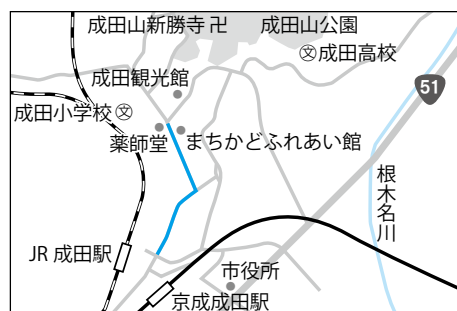 成田山新勝寺卍
成田山公園
文成田高校
成田観光館
51
成田小学校文
薬師堂
まちかどふれあい館
根木名川
JR 成田駅
市役所
京成成田駅